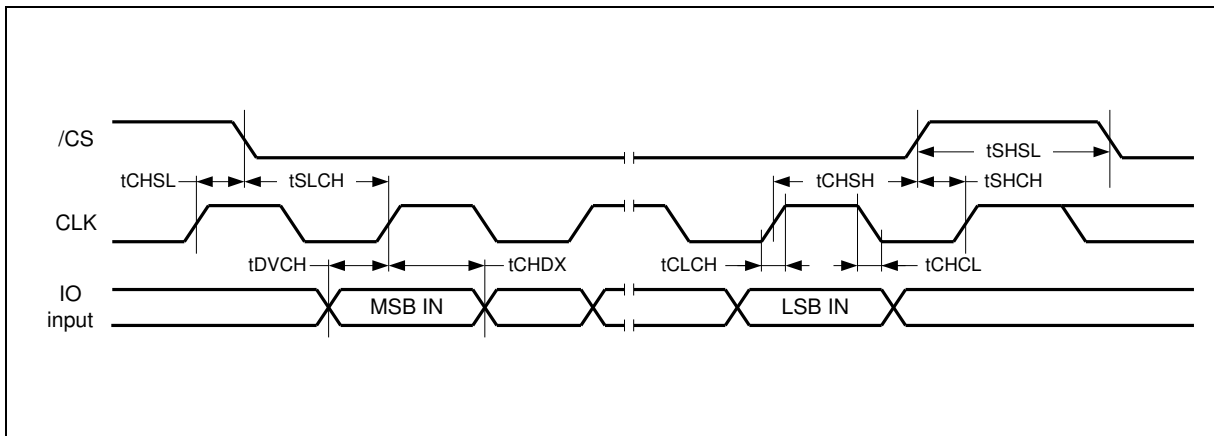 /CS
tSHSL
tCHSL
tSLCH
tCHSH
tSHCH
CLK
tDVCH
tCHDX
tCLCH
tCHCL
IO
input
MSB IN
LSB IN